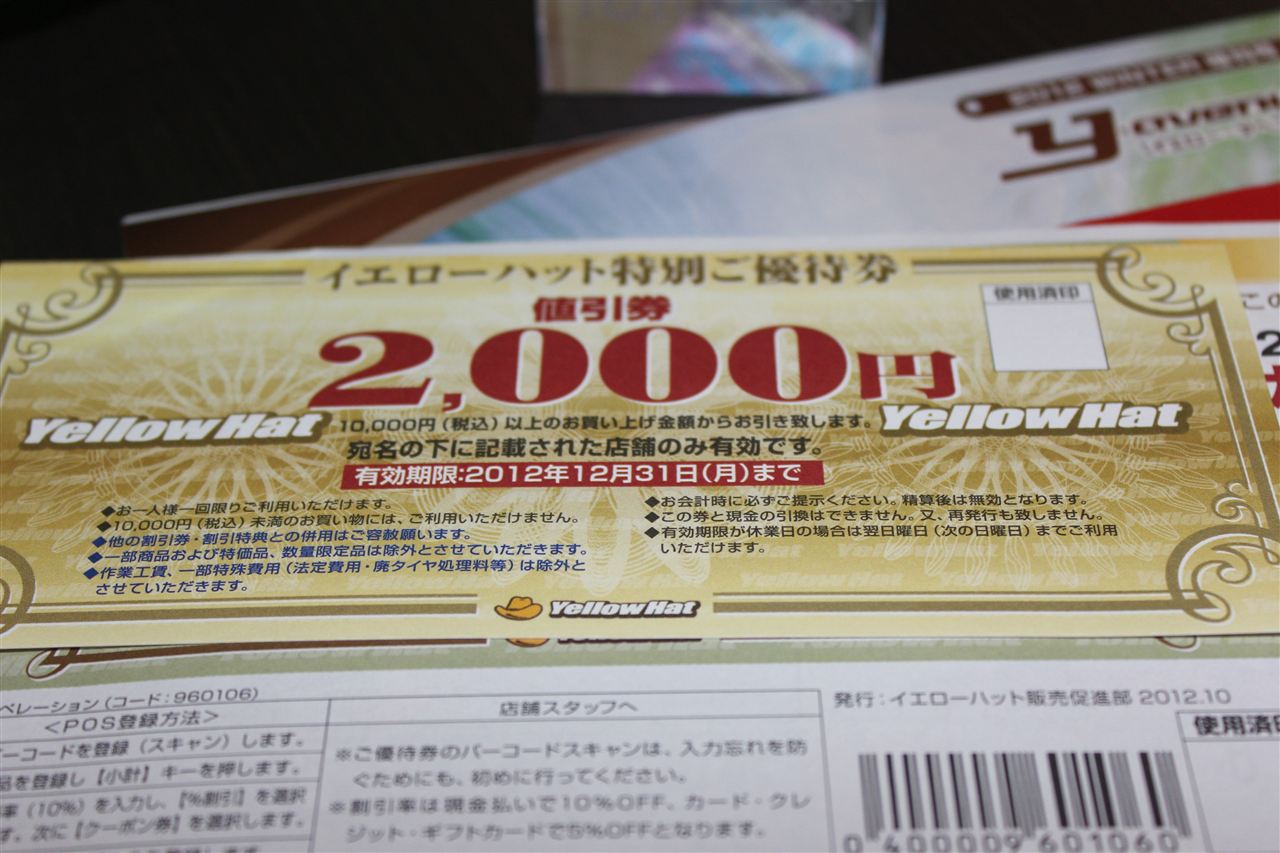 2012 WINTER
y
イエローハット特別ご優待券
値引券
使用済印
2,000円
YellowHat
YellowHat
10,000円(税込)以上のお買い上げ金額からお引き致します。
宛名の下に記載された店舗のみ有効です。
有効期限:2012年12月31日(月)まで
◆お一人様一回限りご利用いただけます。
◆10,000円(税込)未満のお買い物には、ご利用いただけません。
◆他の割引券・割引特典との併用はご容赦願います。
◆一部商品および特価品、数量限定品は除外とさせていただきます。
◆作業工賃、一部特殊費用(法定費用・廃タイヤ処理料等)は除外と
させていただきます。
◆お会計時に必ずご提示ください。精算後は無効となります。
◆この券と現金の引換はできません。又、再発行も致しません。
◆有効期限が休業日の場合は翌日曜日(次の日曜日)までご利用
いただけます。
YellowHat
この
2
ペレーション(コード:960106)
<POS登録方法>
ーコードを登録(スキャン)します。
品を登録し【小計】キーを押します。
率(10%)を入力し、【%割引】を選択
す。次に【クーポン券】を選択します。
店舗スタッフへ
※ご優待券のバーコードスキャンは、入力忘れを防
ぐためにも、初めに行ってください。
※割引率は現金払いで10%OFF、カード・クレ
ジット・ギフトカードで5%OFFとなります。
発行:イエローハット販売促進部 2012.10
使用済印
0 400009 601060